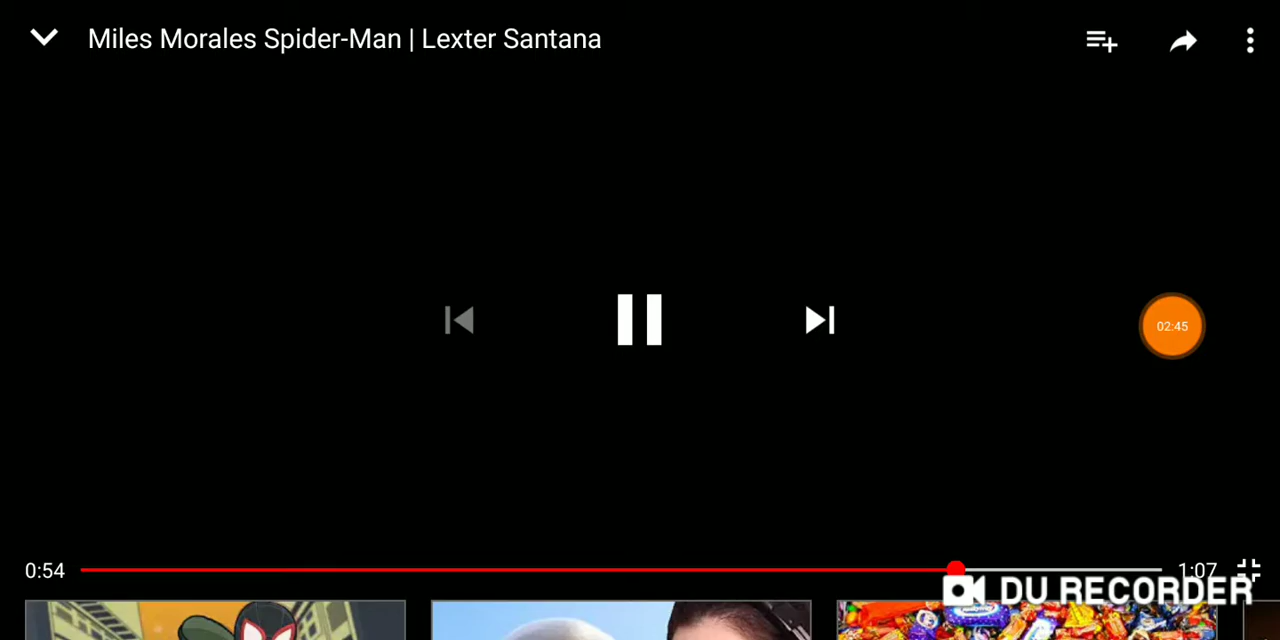 Miles Morales Spider-Man | Lexter Santana
02:45
0:54
1:07
DU RECORDER